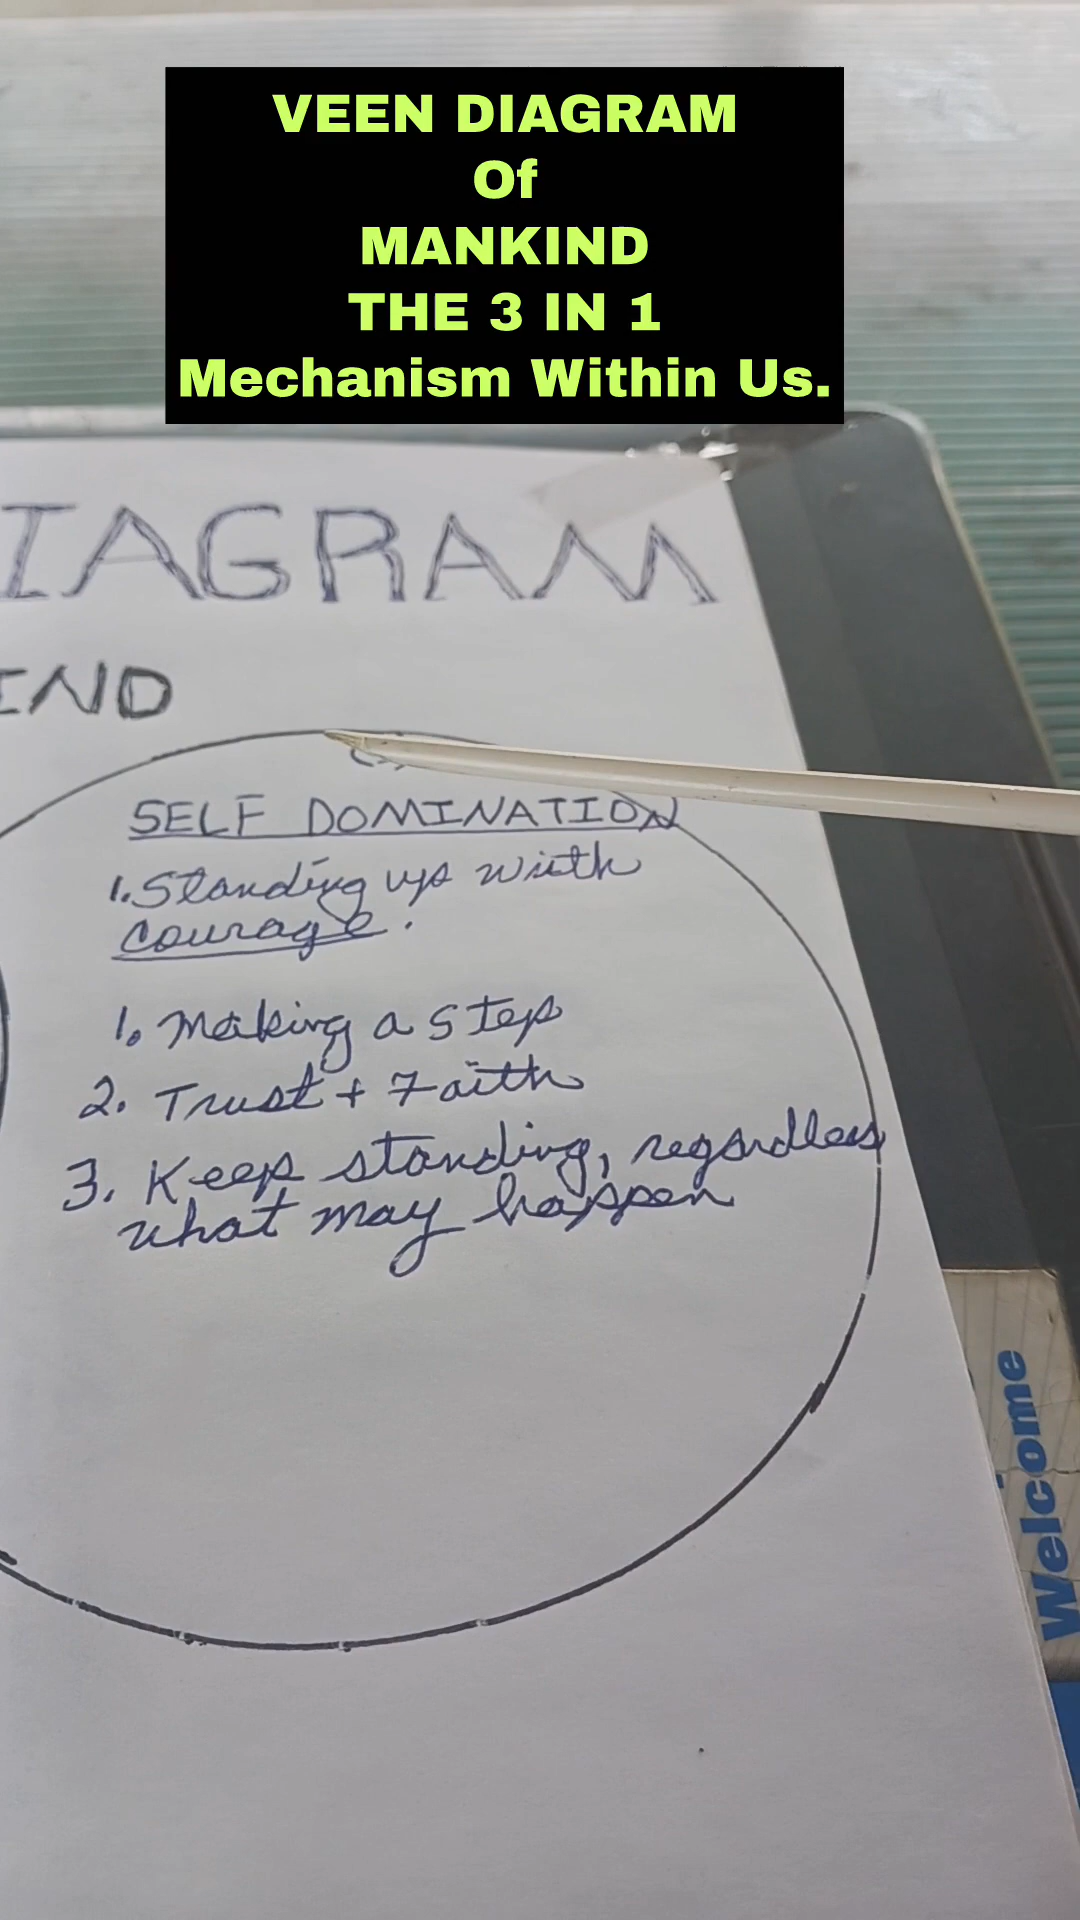 VEEN DIAGRAM
Of
MANKIND
THE 3 IN 1
Mechanism Within Us.
IAGRAM
IND
SELF DOMINATION
1. Standing up with
courage.
1. Making a step
2. Trust + Faith
3. Keep standing, regardless
what may happen
Welcome